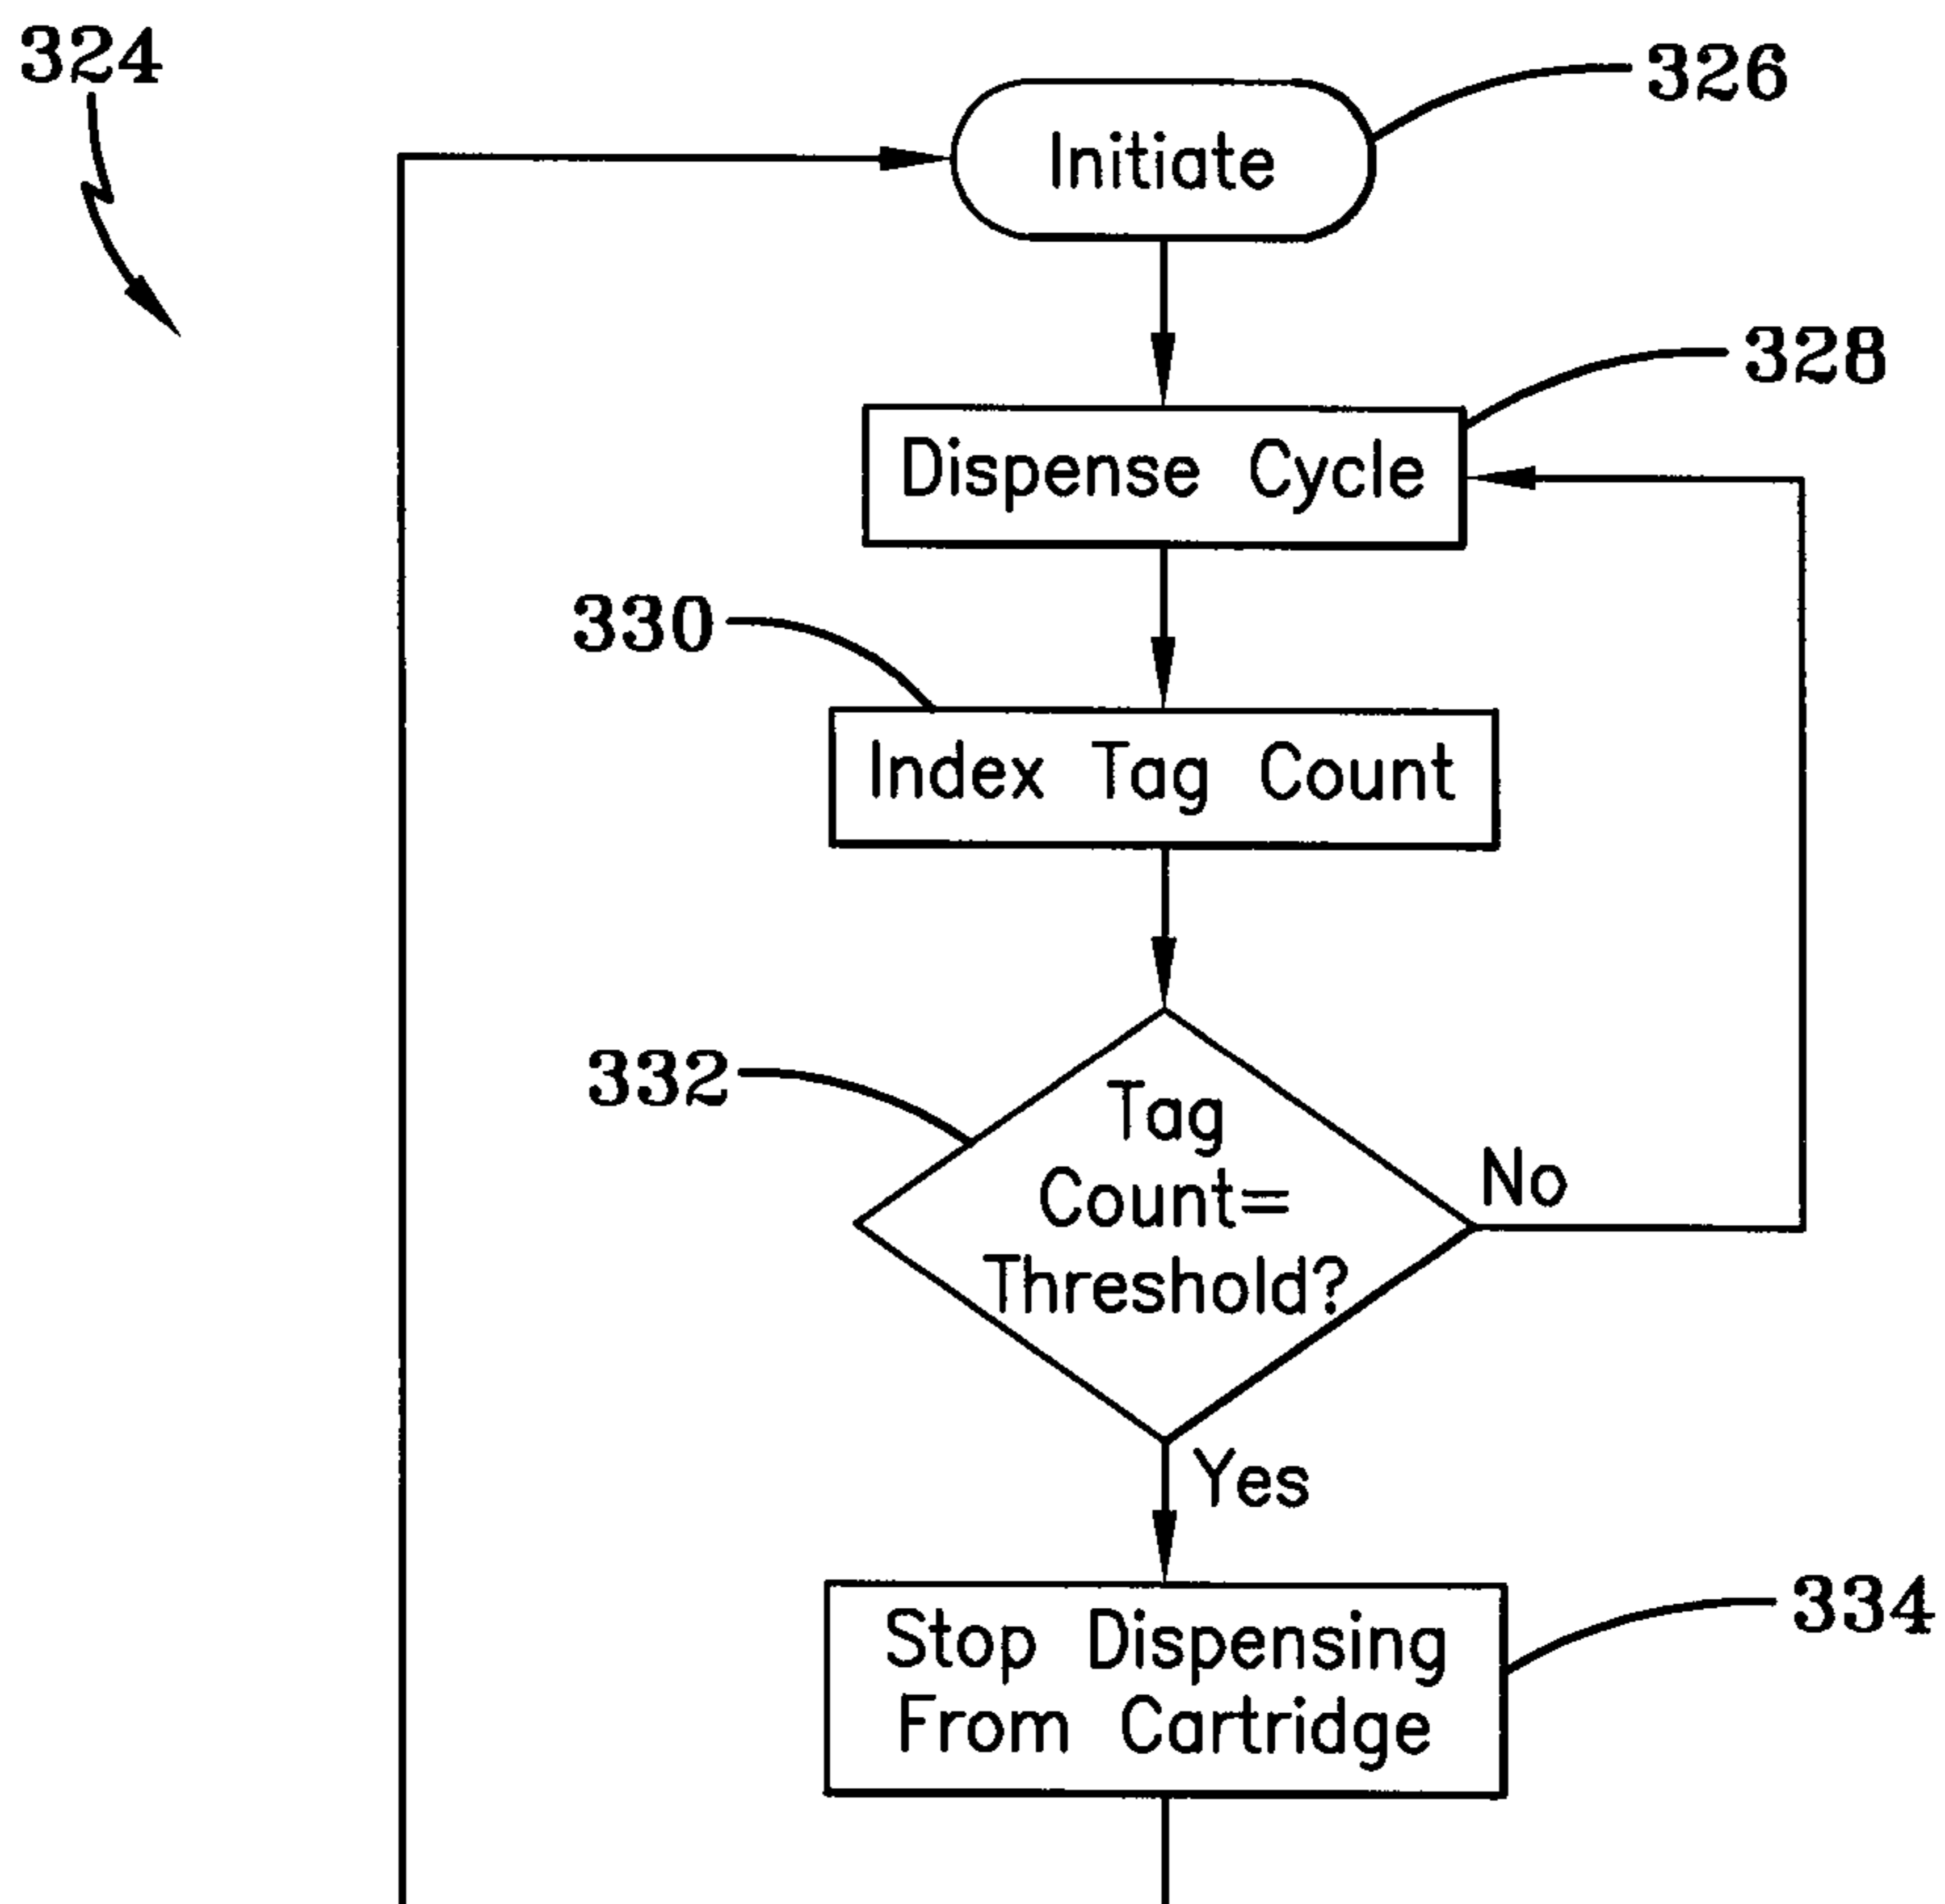 324
326
Initiate
328
Dispense Cycle
330
Index Tag Count
332
Tag
Count=
Threshold?
No
Yes
334
Stop Dispensing
From Cartridge